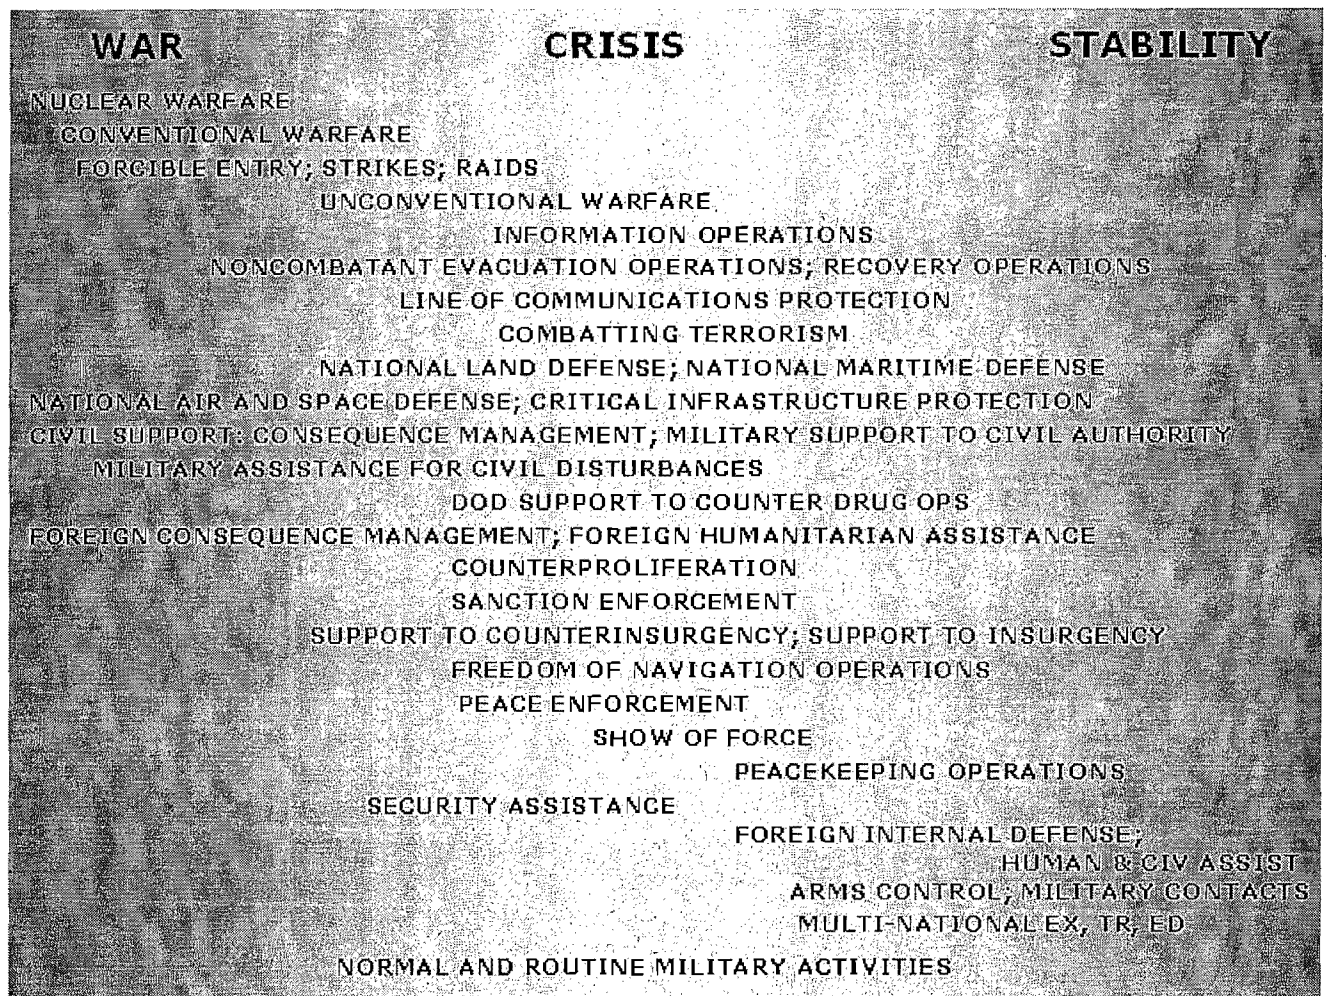 WAR CRISIS STABILITY
NUCLEAR WARFARE
CONVENTIONAL WARFARE
FORCIBLE ENTRY; STRIKES; RAIDS
UNCONVENTIONAL WARFARE
INFORMATION OPERATIONS
NONCOMBATANT EVACUATION OPERATIONS; RECOVERY OPERATIONS
LINE OF COMMUNICATIONS PROTECTION
COMBATTING TERRORISM
NATIONAL LAND DEFENSE; NATIONAL MARITIME DEFENSE
NATIONAL AIR AND SPACE DEFENSE; CRITICAL INFRASTRUCTURE PROTECTION
CIVIL SUPPORT: CONSEQUENCE MANAGEMENT; MILITARY SUPPORT TO CIVIL AUTHORITY
MILITARY ASSISTANCE FOR CIVIL DISTURBANCES
DOD SUPPORT TO COUNTER DRUG OPS
FOREIGN CONSEQUENCE MANAGEMENT; FOREIGN HUMANITARIAN ASSISTANCE
COUNTERPROLIFERATION
SANCTION ENFORCEMENT
SUPPORT TO COUNTERINSURGENCY; SUPPORT TO INSURGENCY
FREEDOM OF NAVIGATION OPERATIONS
PEACE ENFORCEMENT
SHOW OF FORCE
PEACEKEEPING OPERATIONS
SECURITY ASSISTANCE
FOREIGN INTERNAL DEFENSE;
HUMAN & CIV ASSIST
ARMS CONTROL; MILITARY CONTACTS
MULTI-NATIONAL EX, TR, ED
NORMAL AND ROUTINE MILITARY ACTIVITIES